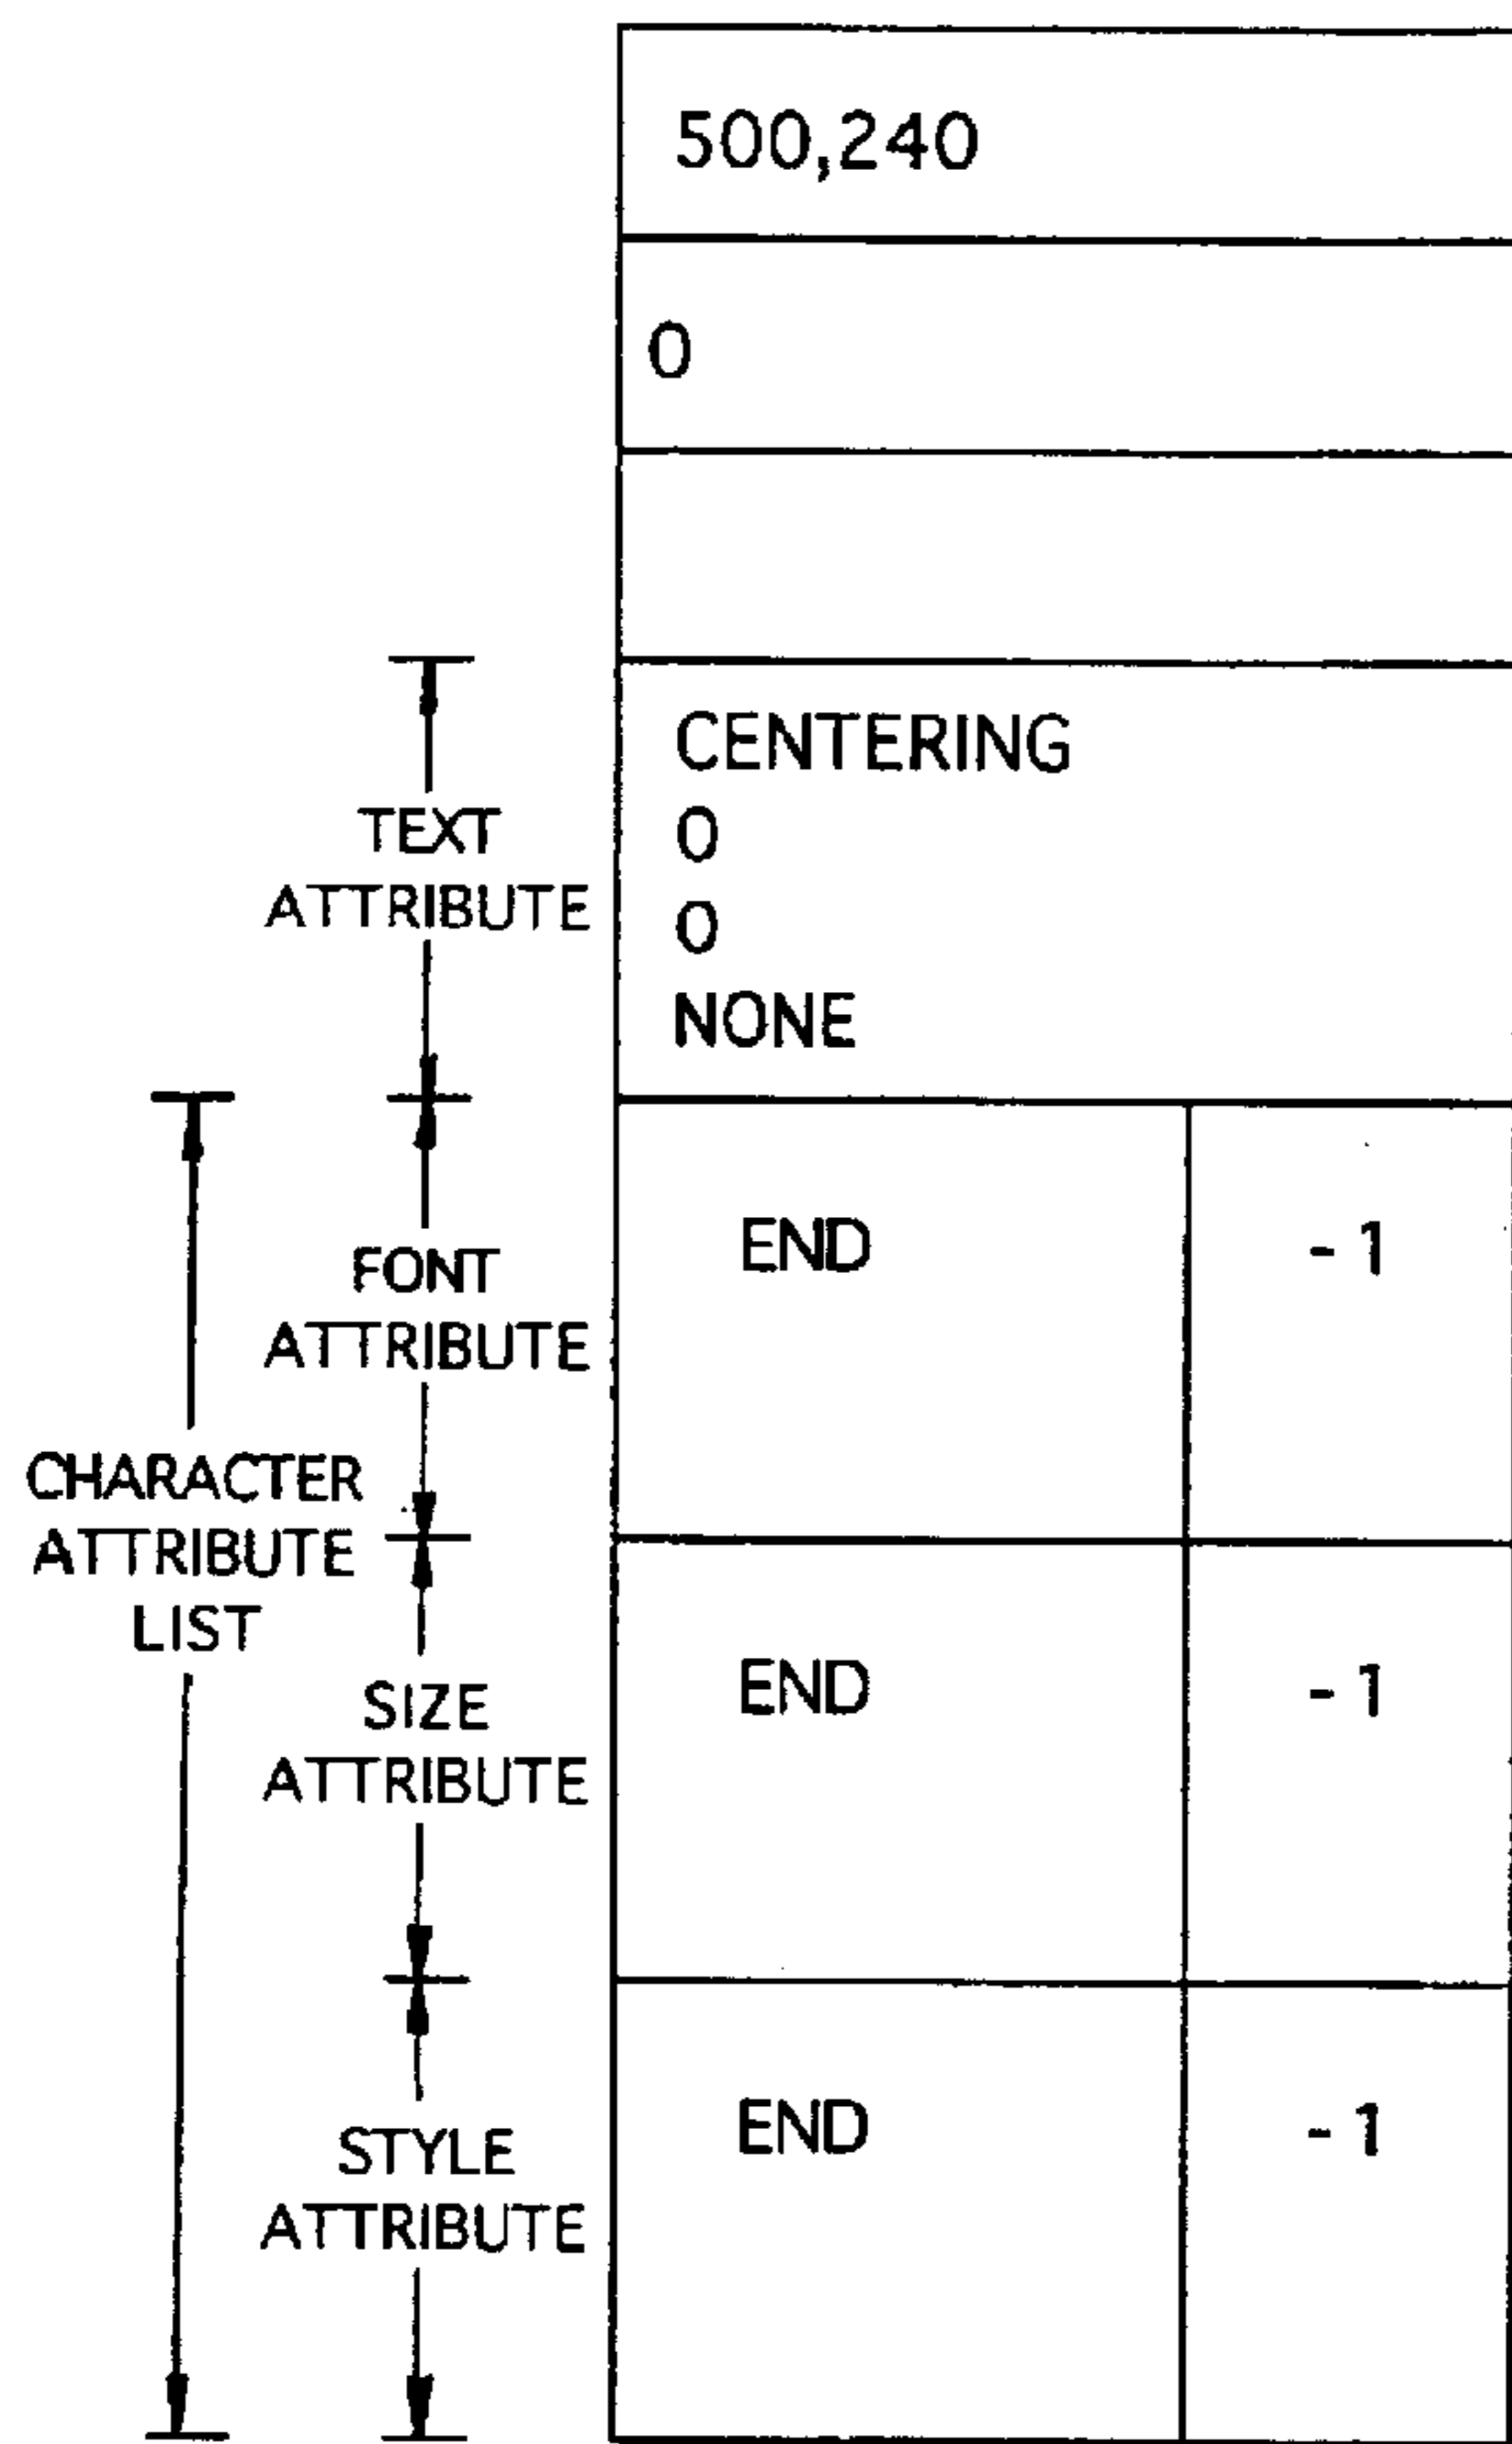 500,240
0
CENTERING
0
0
NONE
TEXT
ATTRIBUTE
END -1
FONT
ATTRIBUTE
CHARACTER
ATTRIBUTE
LIST
END -1
SIZE
ATTRIBUTE
END -1
STYLE
ATTRIBUTE